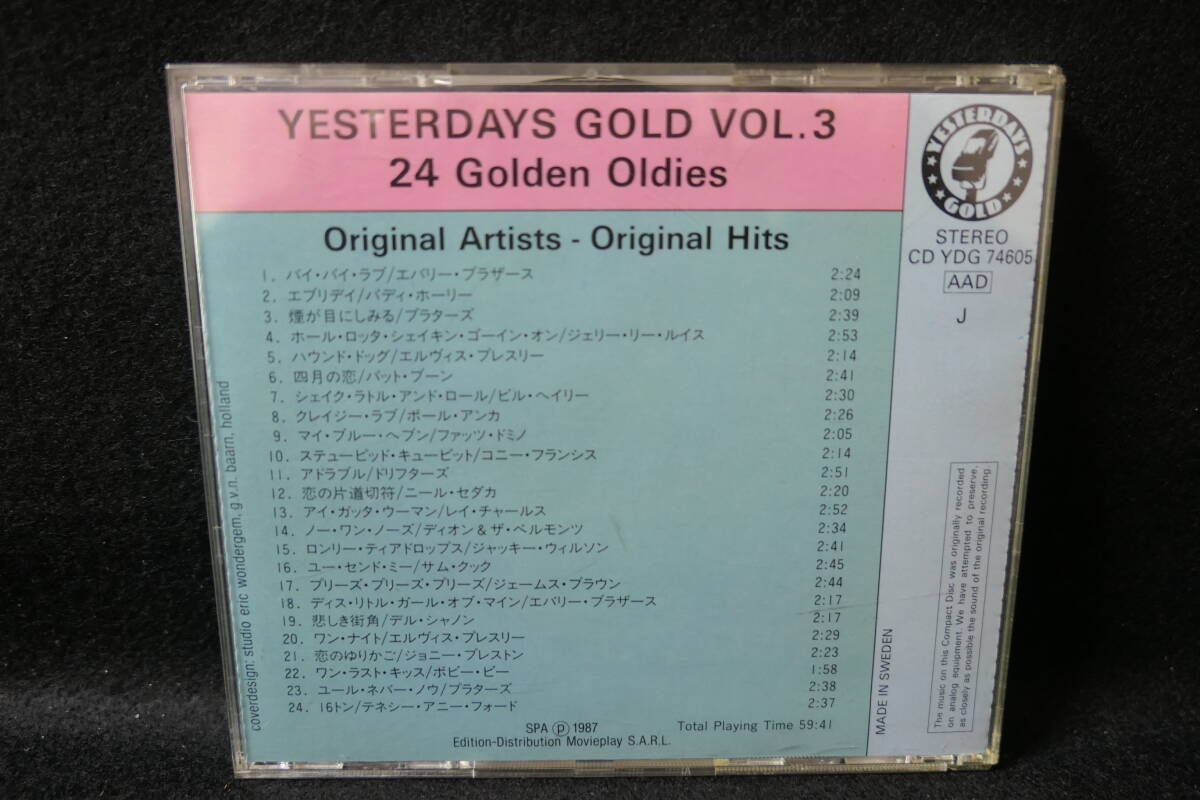 YESTERDAYS GOLD VOL.3
24 Golden Oldies
Original Artists - Original Hits
1. バイ・バイ・ラブ/エバリー・ブラザース 2:24
2. エブリデイ/バディ・ホーリー 2:09
3. 煙が目にしみる/プラターズ 2:39
4. ホール・ロッタ・シェイキン・ゴーイン・オン/ジェリー・リー・ルイス 2:53
5. ハウンド・ドッグ/エルヴィス・プレスリー 2:14
6. 四月の恋/パット・ブーン 2:41
7. シェイク・ラトル・アンド・ロール/ビル・ヘイリー 2:30
8. クレイジー・ラブ/ポール・アンカ 2:26
9. マイ・ブルー・ヘブン/ファッツ・ドミノ 2:05
10. ステューピッド・キューピット/コニー・フランシス 2:14
11. アドラブル/ドリフターズ 2:51
12. 恋の片道切符/ニール・セダカ 2:20
13. アイ・ガッタ・ウーマン/レイ・チャールス 2:52
14. ノー・ワン・ノーズ/ディオン&ザ・ベルモンツ 2:34
15. ロンリー・ティアドロップス/ジャッキー・ウィルソン 2:41
16. ユー・センド・ミー/サム・クック 2:45
17. プリーズ・プリーズ・プリーズ/ジェームス・ブラウン 2:44
18. ディス・リトル・ガール・オブ・マイン/エバリー・ブラザース 2:17
19. 悲しき街角/デル・シャノン 2:17
20. ワン・ナイト/エルヴィス・プレスリー 2:29
21. 恋のゆりかご/ジョニー・プレストン 2:23
22. ワン・ラスト・キッス/ボビー・ビー 1:58
23. ユール・ネバー・ノウ/プラターズ 2:38
24. 16トン/テネシー・アニー・フォード 2:37
SPA ℗ 1987 Total Playing Time 59:41
Edition-Distribution Movieplay S.A.R.L.
coverdesign: studio eric wondergem, g.v.n. baarn, holland
YESTERDAYS
GOLD
STEREO
CD YDG 74605
AAD
J
MADE IN SWEDEN
The music on this Compact Disc was originally recorded
on analog equipment. We have attempted to preserve,
as closely as possible the sound of the original recording.